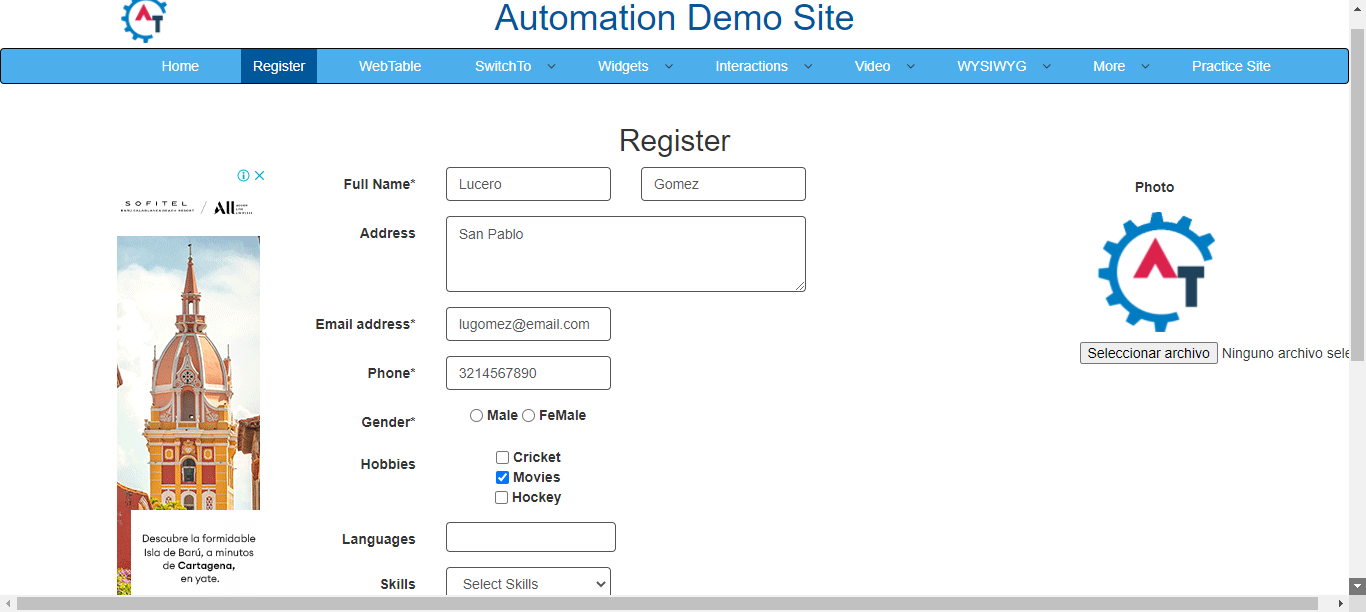 AT
Automation Demo Site
Home Register WebTable SwitchTo Widgets Interactions Video WYSIWYG More Practice Site
Register
Full Name* Lucero Gomez
Photo
SOFITEL / ALL
Address San Pablo
AT
Email address* lugomez@email.com
Seleccionar archivo Ninguno archivo sele
Phone* 3214567890
Gender* Male FeMale
Hobbies Cricket
Movies
Hockey
Languages
Skills Select Skills
Descubre la formidable
Isla de Barú, a minutos
de Cartagena,
en yate.